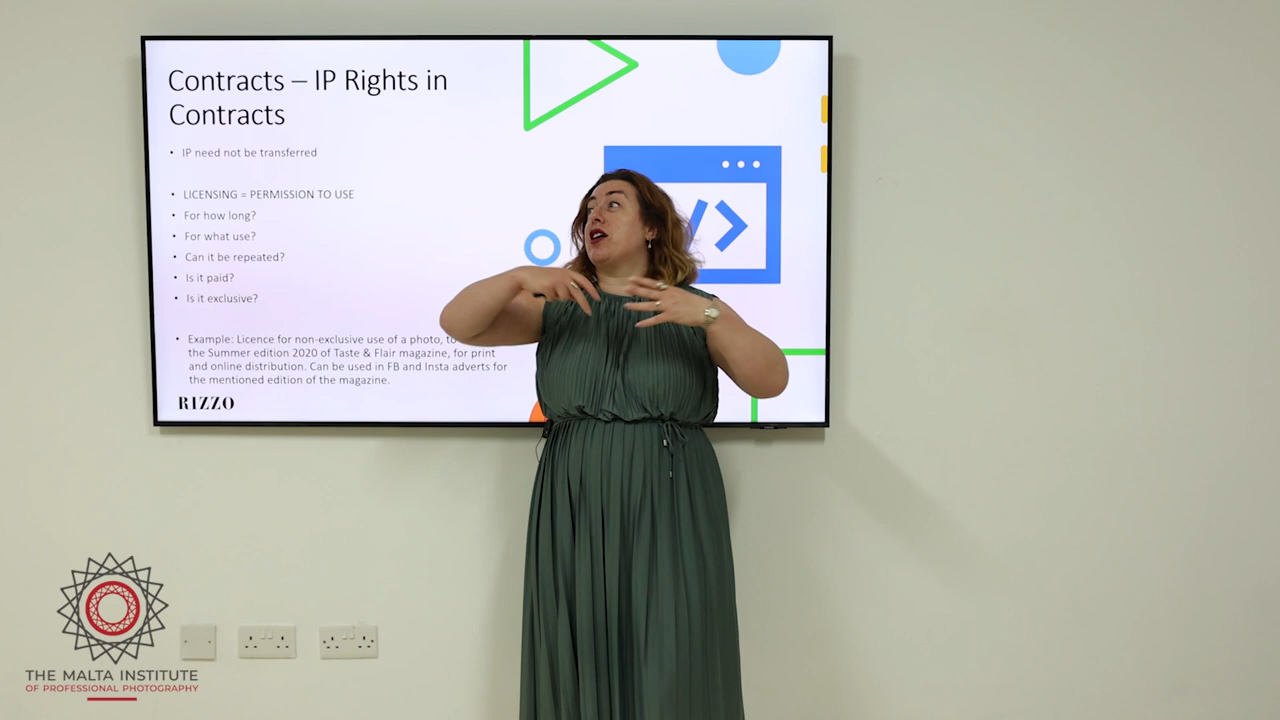 Contracts – IP Rights in
Contracts
• IP need not be transferred
• LICENSING = PERMISSION TO USE
• For how long?
• For what use?
• Can it be repeated?
• Is it paid?
• Is it exclusive?
• Example: Licence for non-exclusive use of a photo, to
the Summer edition 2020 of Taste & Flair magazine, for print
and online distribution. Can be used in FB and Insta adverts for
the mentioned edition of the magazine.
RIZZO
</>
THE MALTA INSTITUTE
OF PROFESSIONAL PHOTOGRAPHY